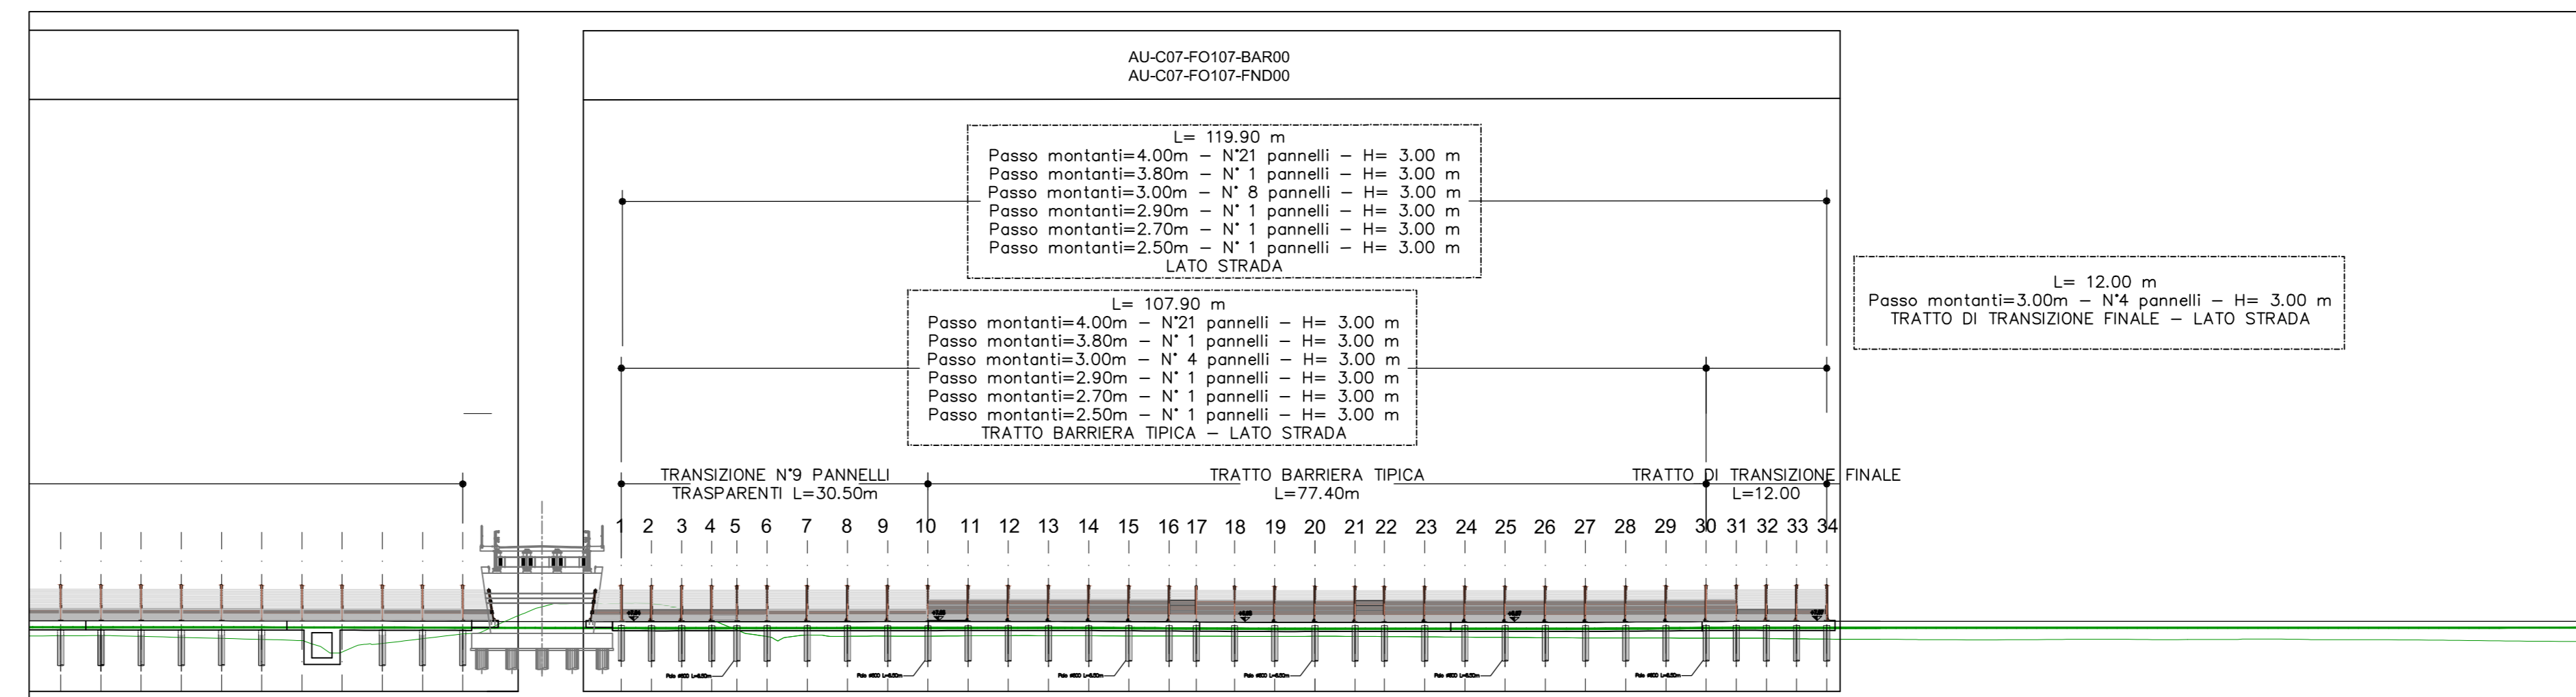 AU-C07-FO107-BAR00
AU-C07-FO107-FND00
L= 119.90 m
Passo montanti=4.00m – N°21 pannelli – H= 3.00 m
Passo montanti=3.80m – N° 1 pannelli – H= 3.00 m
Passo montanti=3.00m – N° 8 pannelli – H= 3.00 m
Passo montanti=2.90m – N° 1 pannelli – H= 3.00 m
Passo montanti=2.70m – N° 1 pannelli – H= 3.00 m
Passo montanti=2.50m – N° 1 pannelli – H= 3.00 m
LATO STRADA
L= 12.00 m
Passo montanti=3.00m – N°4 pannelli – H= 3.00 m
TRATTO DI TRANSIZIONE FINALE – LATO STRADA
L= 107.90 m
Passo montanti=4.00m – N°21 pannelli – H= 3.00 m
Passo montanti=3.80m – N° 1 pannelli – H= 3.00 m
Passo montanti=3.00m – N° 4 pannelli – H= 3.00 m
Passo montanti=2.90m – N° 1 pannelli – H= 3.00 m
Passo montanti=2.70m – N° 1 pannelli – H= 3.00 m
Passo montanti=2.50m – N° 1 pannelli – H= 3.00 m
TRATTO BARRIERA TIPICA – LATO STRADA
TRANSIZIONE N°9 PANNELLI
TRASPARENTI L=30.50m
TRATTO BARRIERA TIPICA
L=77.40m
TRATTO DI TRANSIZIONE FINALE
L=12.00
1 2 3 4 5 6 7 8 9 10 11 12 13 14 15 16 17 18 19 20 21 22 23 24 25 26 27 28 29 30 31 32 33 34